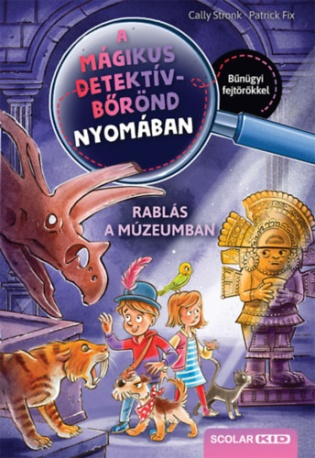 Cally Stronk · Patrick Fix
A
MÁGIKUS
DETEKTÍV-
BŐRÖND
NYOMÁBAN
Bűnügyi
fejtörőkkel
RABLÁS
A MÚZEUMBAN
SCOLAR KID